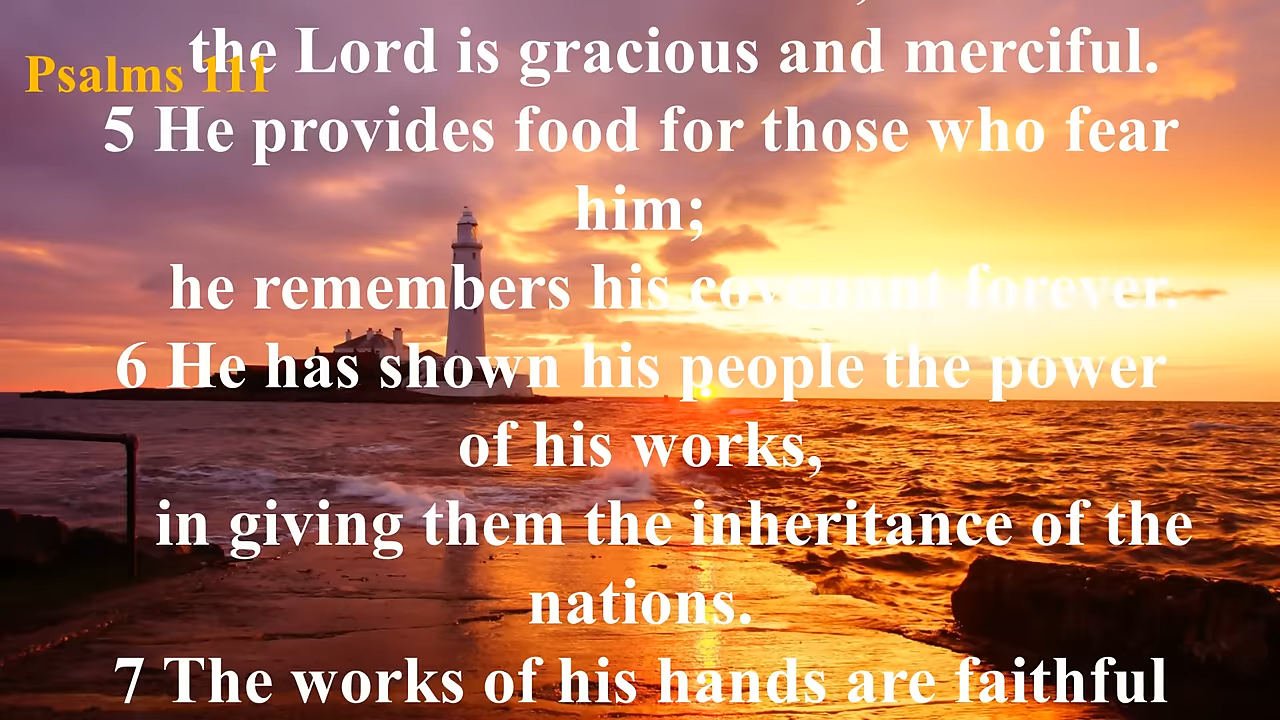 the Lord is gracious and merciful.
Psalms 111
5 He provides food for those who fear
him;
he remembers his covenant forever.
6 He has shown his people the power
of his works,
in giving them the inheritance of the
nations.
7 The works of his hands are faithful